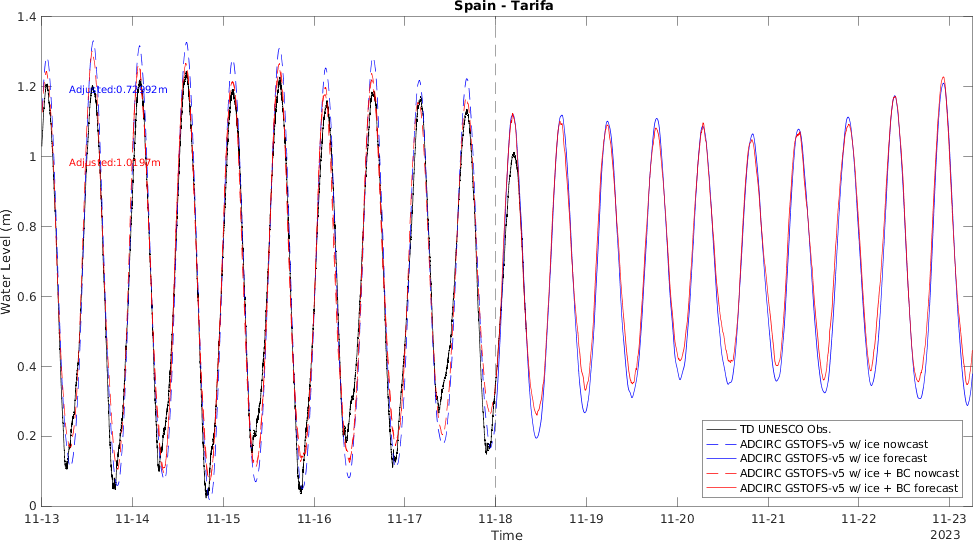 Spain - Tarifa
1.4
1.2
1
0.8
0.6
0.4
0.2
0
Water Level (m)
Adjusted:0.72992m
Adjusted:1.0197m
TD UNESCO Obs.
ADCIRC GSTOFS-v5 w/ ice nowcast
ADCIRC GSTOFS-v5 w/ ice forecast
ADCIRC GSTOFS-v5 w/ ice + BC nowcast
ADCIRC GSTOFS-v5 w/ ice + BC forecast
11-13 11-14 11-15 11-16 11-17 11-18 11-19 11-20 11-21 11-22 11-23
2023
Time